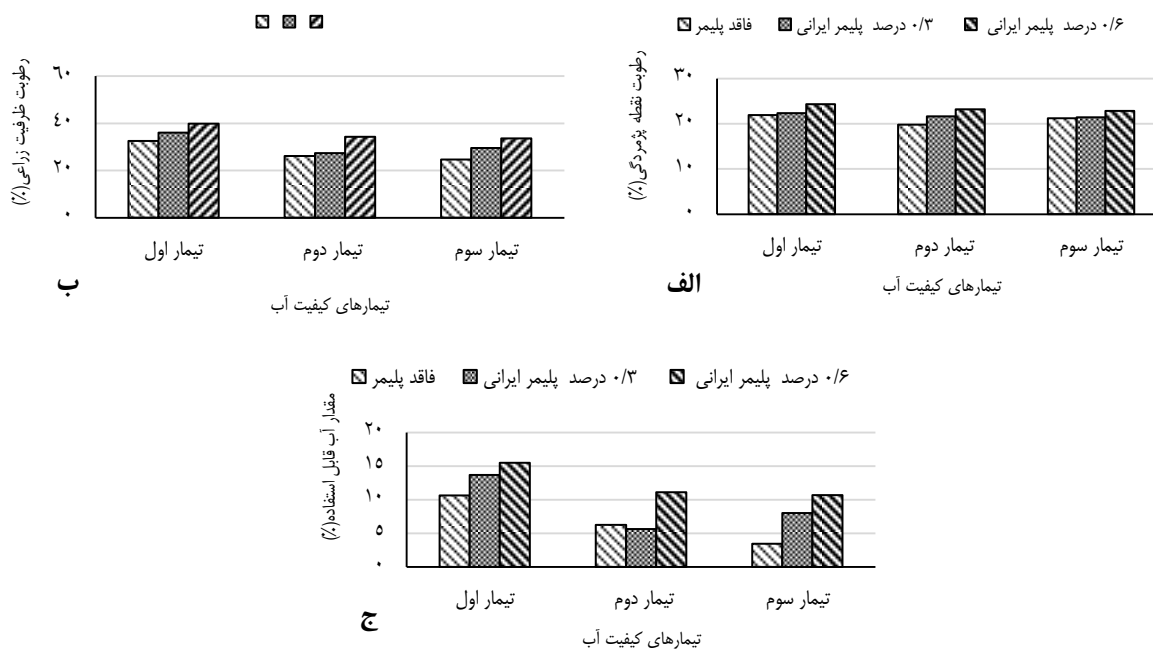 فاقد پلیمر ۰/۳ درصد پلیمر ایرانی ۰/۶ درصد پلیمر ایرانی
رطوبت نقطه پژمردگی(٪)
۳۰
۲۰
۱۰
۰
تیمار اول تیمار دوم تیمار سوم
تیمارهای کیفیت آب
الف
رطوبت ظرفیت زراعی(٪)
۶۰
۴۰
۲۰
۰
تیمار اول تیمار دوم تیمار سوم
تیمارهای کیفیت آب
ب
فاقد پلیمر ۰/۳ درصد پلیمر ایرانی ۰/۶ درصد پلیمر ایرانی
مقدار آب قابل استفاده(٪)
۲۰
۱۵
۱۰
۵
۰
تیمار اول تیمار دوم تیمار سوم
تیمارهای کیفیت آب
ج